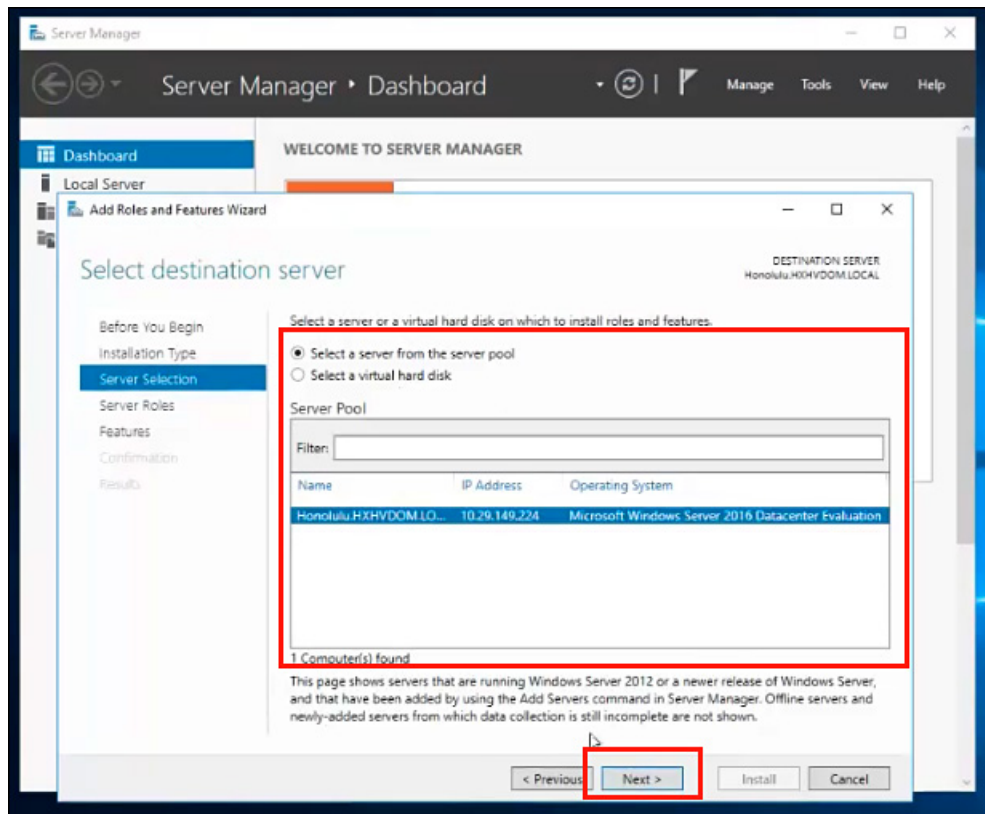 Server Manager
Server Manager • Dashboard
Manage Tools View Help
Dashboard
Local Server
WELCOME TO SERVER MANAGER
Add Roles and Features Wizard
Select destination server
DESTINATION SERVER
Honolulu.HXHVDOM.LOCAL
Before You Begin
Installation Type
Server Selection
Server Roles
Features
Confirmation
Results
Select a server or a virtual hard disk on which to install roles and features.
Select a server from the server pool
Select a virtual hard disk
Server Pool
Filter:
Name IP Address Operating System
Honolulu.HXHVDOM.LO... 10.29.149.224 Microsoft Windows Server 2016 Datacenter Evaluation
1 Computer(s) found
This page shows servers that are running Windows Server 2012 or a newer release of Windows Server,
and that have been added by using the Add Servers command in Server Manager. Offline servers and
newly-added servers from which data collection is still incomplete are not shown.
< Previous Next > Install Cancel